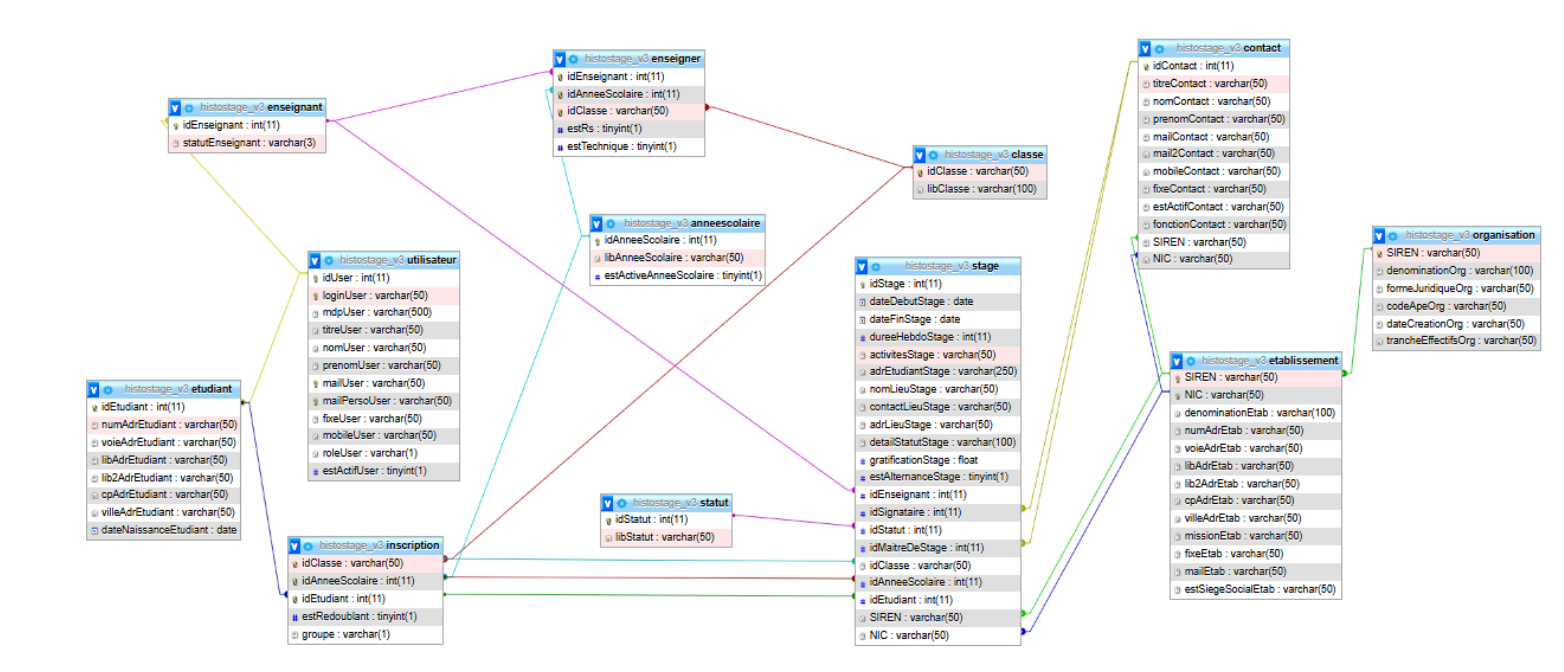 histostage_v3 enseignant
idEnseignant : int(11)
statutEnseignant : varchar(3)
histostage_v3 enseigner
idEnseignant : int(11)
idAnneeScolaire : int(11)
idClasse : varchar(50)
estRs : tinyint(1)
estTechnique : tinyint(1)
histostage_v3 contact
idContact : int(11)
titreContact : varchar(50)
nomContact : varchar(50)
prenomContact : varchar(50)
mailContact : varchar(50)
mail2Contact : varchar(50)
mobileContact : varchar(50)
fixeContact : varchar(50)
estActifContact : varchar(50)
fonctionContact : varchar(50)
SIREN : varchar(50)
NIC : varchar(50)
histostage_v3 classe
idClasse : varchar(50)
libClasse : varchar(100)
histostage_v3 anneescolaire
idAnneeScolaire : int(11)
libAnneeScolaire : varchar(50)
estActiveAnneeScolaire : tinyint(1)
histostage_v3 organisation
SIREN : varchar(50)
denominationOrg : varchar(100)
formeJuridiqueOrg : varchar(50)
codeApeOrg : varchar(50)
dateCreationOrg : varchar(50)
trancheEffectifsOrg : varchar(50)
histostage_v3 utilisateur
idUser : int(11)
loginUser : varchar(50)
mdpUser : varchar(500)
titreUser : varchar(50)
nomUser : varchar(50)
prenomUser : varchar(50)
mailUser : varchar(50)
mailPersoUser : varchar(50)
fixeUser : varchar(50)
mobileUser : varchar(50)
roleUser : varchar(1)
estActifUser : tinyint(1)
histostage_v3 stage
idStage : int(11)
dateDebutStage : date
dateFinStage : date
dureeHebdoStage : int(11)
activitesStage : varchar(50)
adrEtudiantStage : varchar(250)
nomLieuStage : varchar(50)
contactLieuStage : varchar(50)
adrLieuStage : varchar(50)
detailStatutStage : varchar(100)
gratificationStage : float
estAlternanceStage : tinyint(1)
idEnseignant : int(11)
idSignataire : int(11)
idStatut : int(11)
idMaitreDeStage : int(11)
idClasse : varchar(50)
idAnneeScolaire : int(11)
idEtudiant : int(11)
SIREN : varchar(50)
NIC : varchar(50)
histostage_v3 etablissement
SIREN : varchar(50)
NIC : varchar(50)
denominationEtab : varchar(100)
numAdrEtab : varchar(50)
voieAdrEtab : varchar(50)
libAdrEtab : varchar(50)
lib2AdrEtab : varchar(50)
cpAdrEtab : varchar(50)
villeAdrEtab : varchar(50)
missionEtab : varchar(50)
fixeEtab : varchar(50)
mailEtab : varchar(50)
estSiegeSocialEtab : varchar(50)
histostage_v3 etudiant
idEtudiant : int(11)
numAdrEtudiant : varchar(50)
voieAdrEtudiant : varchar(50)
libAdrEtudiant : varchar(50)
lib2AdrEtudiant : varchar(50)
cpAdrEtudiant : varchar(50)
villeAdrEtudiant : varchar(50)
dateNaissanceEtudiant : date
histostage_v3 statut
idStatut : int(11)
libStatut : varchar(50)
histostage_v3 inscription
idClasse : varchar(50)
idAnneeScolaire : int(11)
idEtudiant : int(11)
estRedoublant : tinyint(1)
groupe : varchar(1)